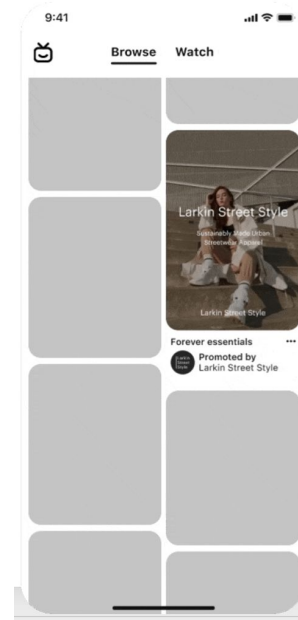 9:41
Browse Watch
Larkin Street Style
Sustainably Made Urban
Streetwear Apparel
Larkin Street Style
Forever essentials
Promoted by
Larkin Street Style